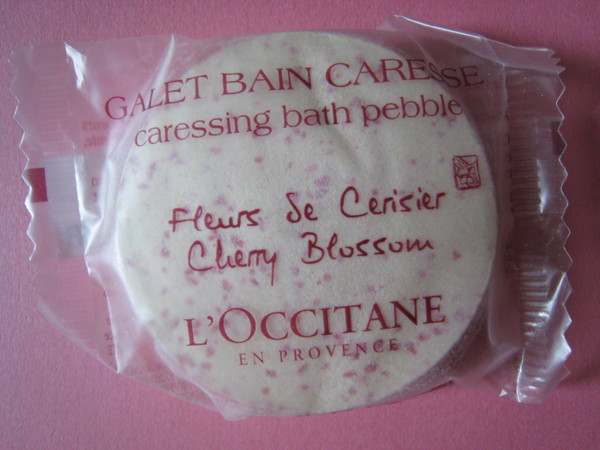 GALET BAIN CARESSE
caressing bath pebble
Fleurs de Cerisier
Cherry Blossom
L'OCCITANE
EN PROVENCE